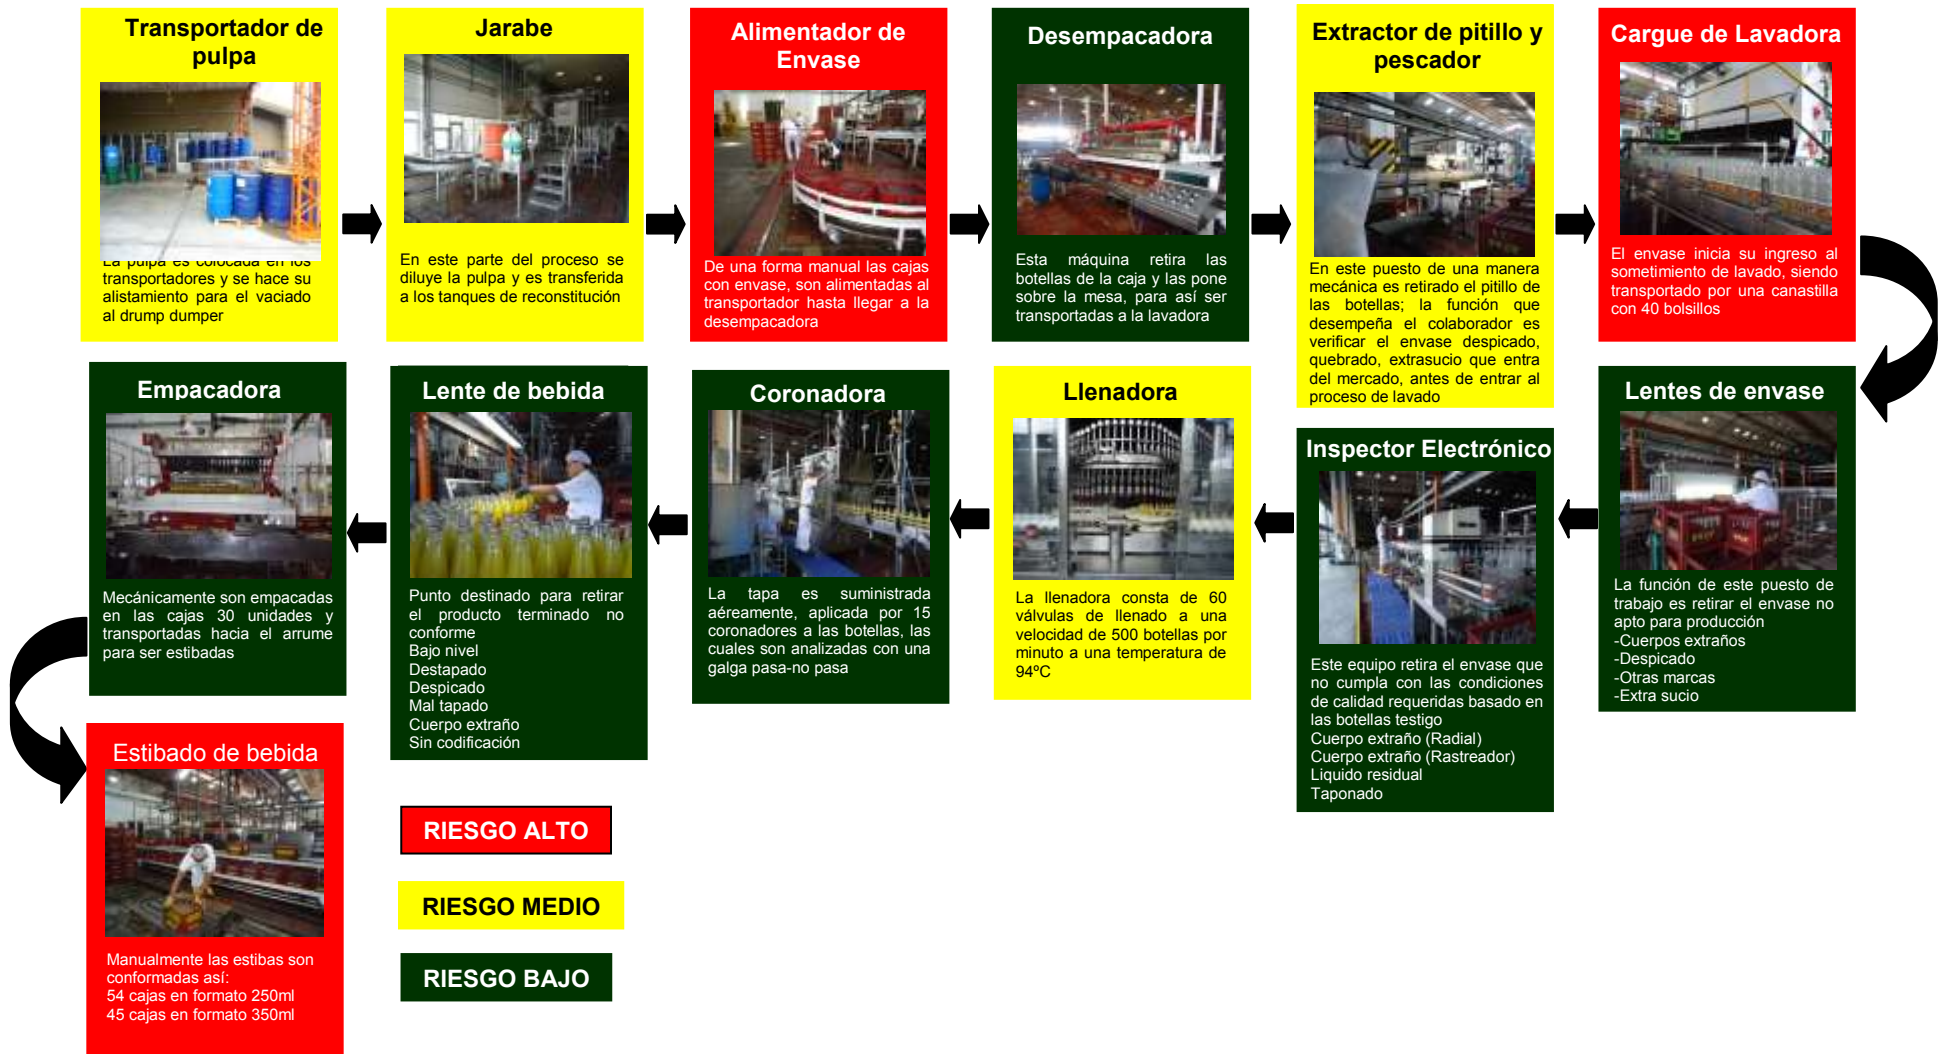 Transportador de
pulpa
La pulpa es colocada en los
transportadores y se hace su
alistamiento para el vaciado
al drump dumper
Jarabe
En este parte del proceso se
diluye la pulpa y es transferida
a los tanques de reconstitución
Alimentador de
Envase
De una forma manual las cajas
con envase, son alimentadas al
transportador hasta llegar a la
desempacadora
Desempacadora
Esta máquina retira las
botellas de la caja y las pone
sobre la mesa, para así ser
transportadas a la lavadora
Extractor de pitillo y
pescador
En este puesto de una manera
mecánica es retirado el pitillo de
las botellas; la función que
desempeña el colaborador es
verificar el envase despicado,
quebrado, extrasucio que entra
del mercado, antes de entrar al
proceso de lavado
Cargue de Lavadora
El envase inicia su ingreso al
sometimiento de lavado, siendo
transportado por una canastilla
con 40 bolsillos
Lentes de envase
La función de este puesto de
trabajo es retirar el envase no
apto para producción
-Cuerpos extraños
-Despicado
-Otras marcas
-Extra sucio
Inspector Electrónico
Este equipo retira el envase que
no cumpla con las condiciones
de calidad requeridas basado en
las botellas testigo
Cuerpo extraño (Radial)
Cuerpo extraño (Rastreador)
Liquido residual
Taponado
Llenadora
La llenadora consta de 60
válvulas de llenado a una
velocidad de 500 botellas por
minuto a una temperatura de
94ºC
Coronadora
La tapa es suministrada
aéreamente, aplicada por 15
coronadores a las botellas, las
cuales son analizadas con una
galga pasa-no pasa
Lente de bebida
Punto destinado para retirar
el producto terminado no
conforme
Bajo nivel
Destapado
Despicado
Mal tapado
Cuerpo extraño
Sin codificación
Empacadora
Mecánicamente son empacadas
en las cajas 30 unidades y
transportadas hacia el arrume
para ser estibadas
Estibado de bebida
Manualmente las estibas son
conformadas así:
54 cajas en formato 250ml
45 cajas en formato 350ml
RIESGO ALTO
RIESGO MEDIO
RIESGO BAJO